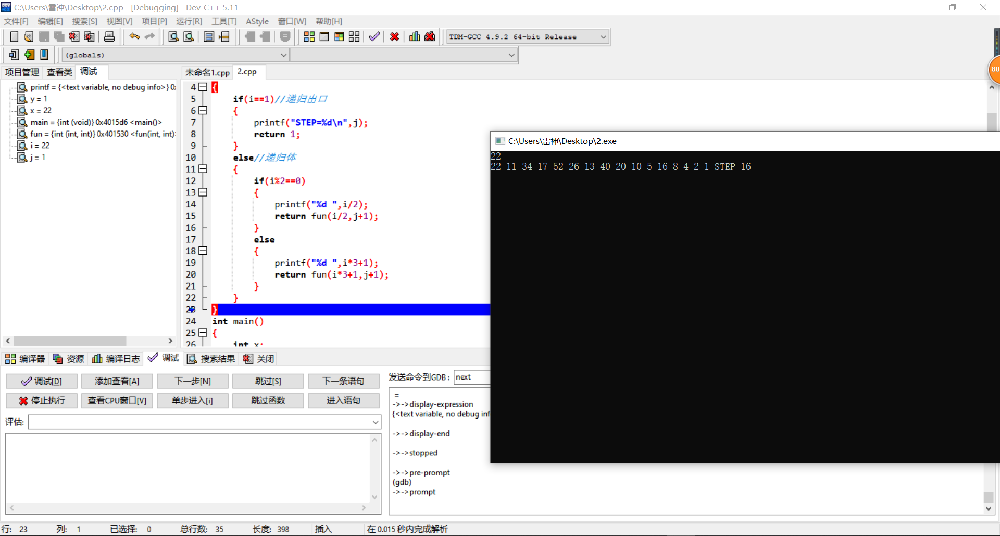 C:\Users\雷神\Desktop\2.cpp - [Debugging] - Dev-C++ 5.11
文件[F] 编辑[E] 搜索[S] 视图[V] 项目[P] 运行[R] 工具[T] AStyle 窗口[W] 帮助[H]
TDM-GCC 4.9.2 64-bit Release
(globals)
80
项目管理 查看类 调试
未命名1.cpp 2.cpp
printf = {<text variable, no debug info>} 0
y = 1
x = 22
main = {int (void)} 0x4015d6 <main()>
fun = {int (int, int)} 0x401530 <fun(int, int)
i = 22
j = 1
4 {
5 if(i==1)//递归出口
6 {
7 printf("STEP=%d\n",j);
8 return 1;
9 }
10 else//递归体
11 {
12 if(i%2==0)
13 {
14 printf("%d ",i/2);
15 return fun(i/2,j+1);
16 }
17 else
18 {
19 printf("%d ",i*3+1);
20 return fun(i*3+1,j+1);
21 }
22 }
23 }
24 int main()
25 {
26 int x;
C:\Users\雷神\Desktop\2.exe
22
22 11 34 17 52 26 13 40 20 10 5 16 8 4 2 1 STEP=16
编译器 资源 编译日志 调试 搜索结果 关闭
调试[D] 添加查看[A] 下一步[N] 跳过[S] 下一条语句
停止执行 查看CPU窗口[V] 单步进入[i] 跳过函数 进入语句
评估:
发送命令到GDB: next
=
->->display-expression
{<text variable, no debug inf
->->display-end
->->stopped
->->pre-prompt
(gdb)
->->prompt
行: 23 列: 1 已选择: 0 总行数: 35 长度: 398 插入 在 0.015 秒内完成解析